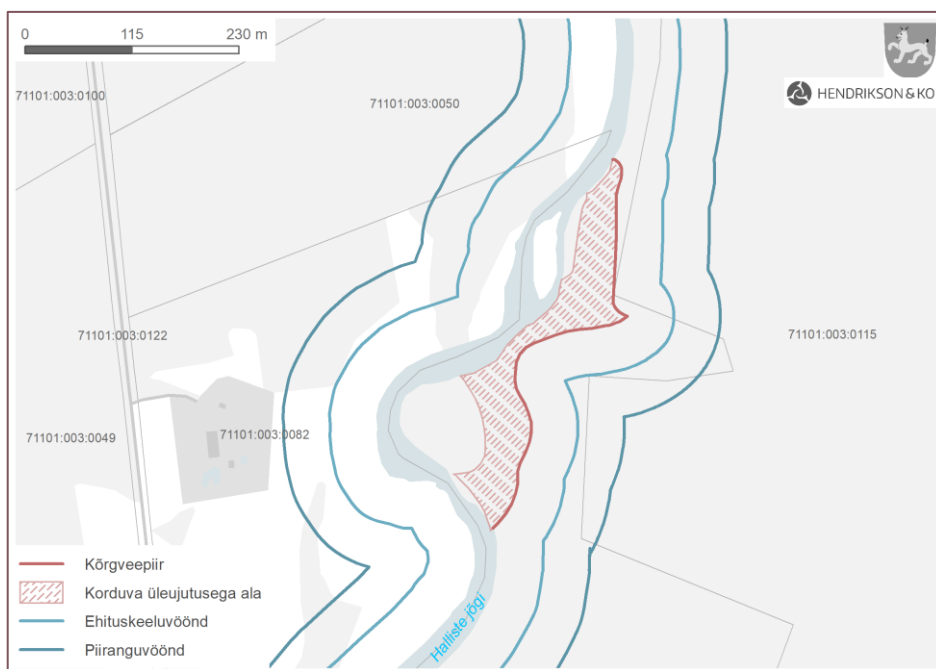 0 115 230 m
HENDRIKSON & KO
71101:003:0100
71101:003:0050
71101:003:0122
71101:003:0115
71101:003:0049
71101:003:0082
Kõrgveepiir
Korduva üleujutusega ala
Ehituskeeluvöönd
Piiranguvöönd
Halliste jõgi